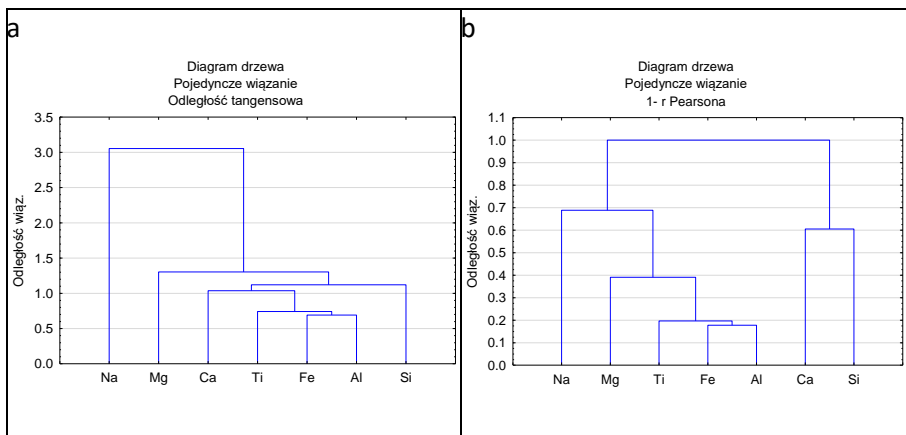 a
Diagram drzewa
Pojedyncze wiązanie
Odległość tangensowa
3.5
3.0
2.5
2.0
1.5
1.0
0.5
0.0
Odległość wiąz.
Na Mg Ca Ti Fe Al Si
b
Diagram drzewa
Pojedyncze wiązanie
1- r Pearsona
1.1
1.0
0.9
0.8
0.7
0.6
0.5
0.4
0.3
0.2
0.1
0.0
Odległość wiąz.
Na Mg Ti Fe Al Ca Si